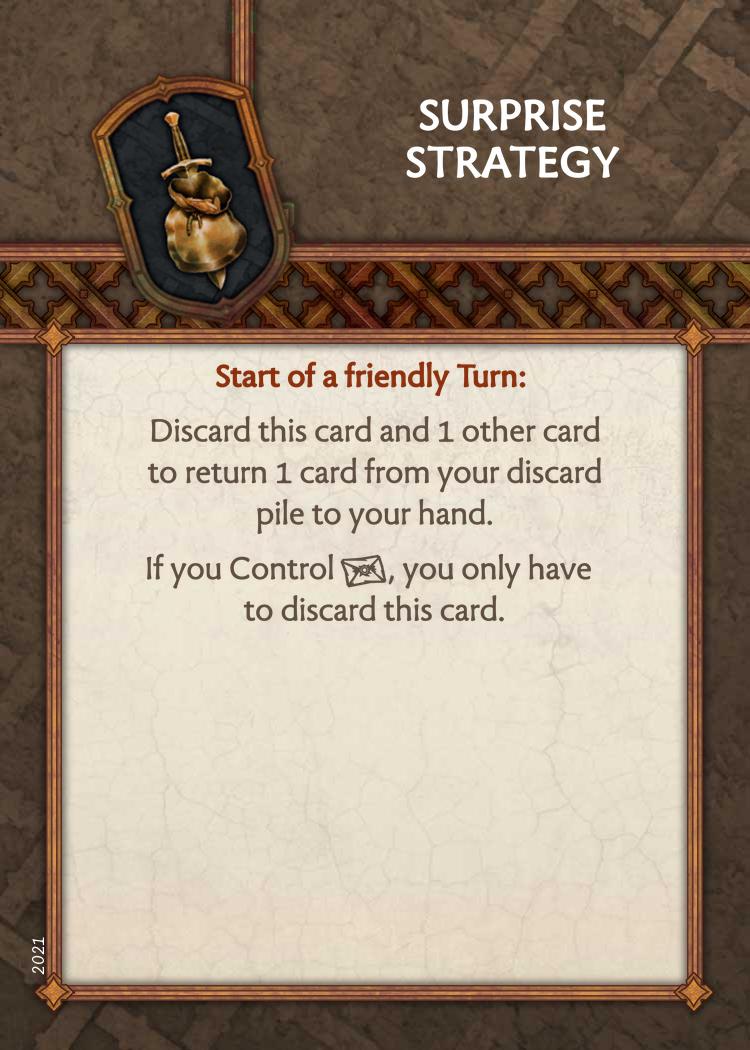 SURPRISE
STRATEGY
Start of a friendly Turn:
Discard this card and 1 other card
to return 1 card from your discard
pile to your hand.
If you Control , you only have
to discard this card.
2021